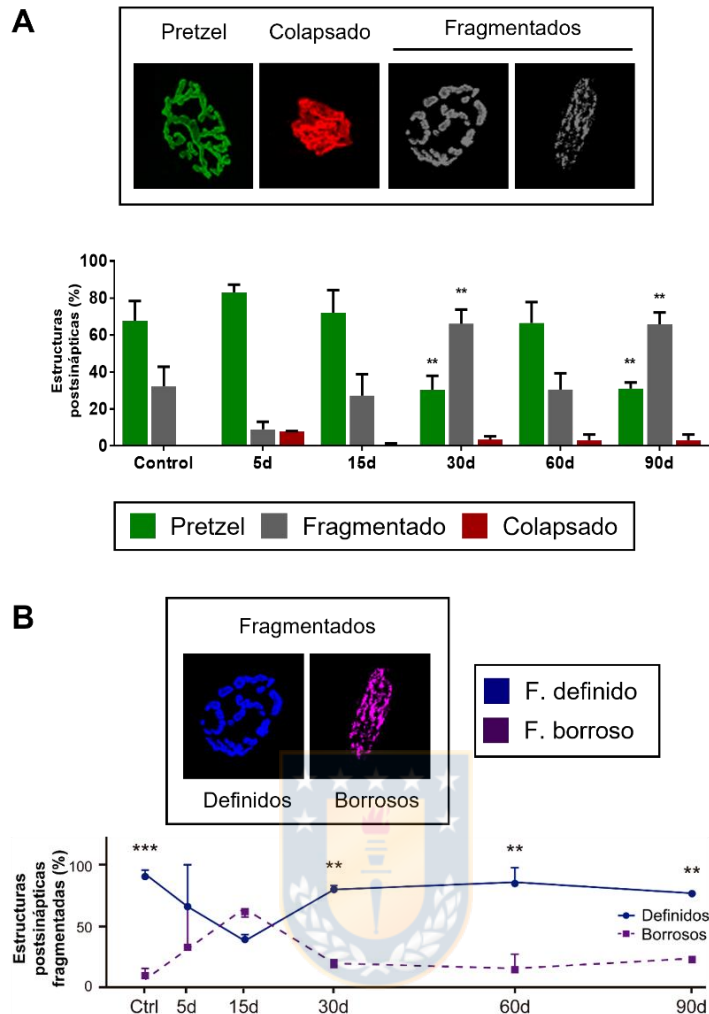 A
Pretzel Colapsado Fragmentados
Estructuras
postsinápticas (%)
100
80
60
40
20
0
** ** ** **
Control 5d 15d 30d 60d 90d
Pretzel Fragmentado Colapsado
B
Fragmentados
Definidos Borrosos
F. definido
F. borroso
Estructuras
postsinápticas
fragmentadas (%)
100
50
0
*** ** ** **
Definidos
Borrosos
Ctrl 5d 15d 30d 60d 90d